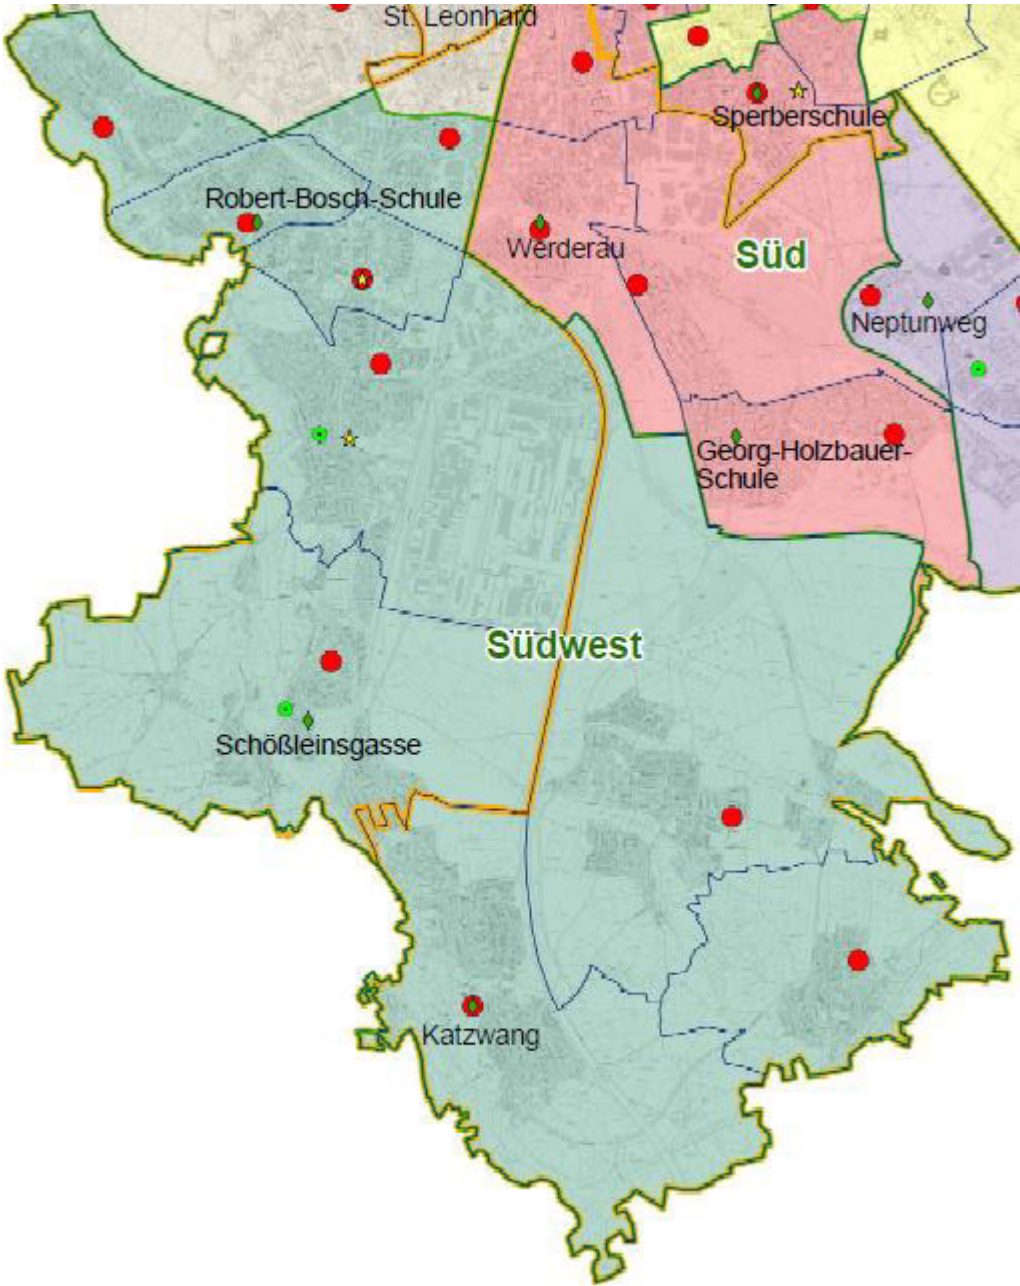 St. Leonhard
Sperberschule
Robert-Bosch-Schule
Werderau
Süd
Neptunweg
Georg-Holzbauer-
Schule
Südwest
Schößleinsgasse
Katzwang